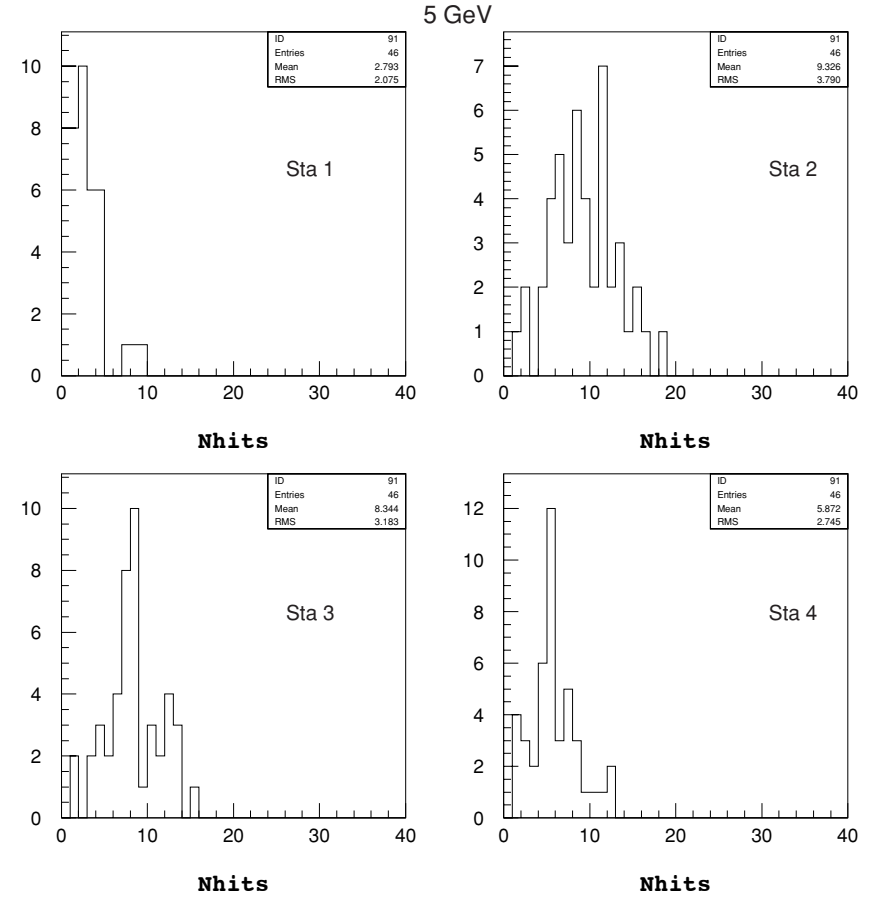 5 GeV
ID 91
Entries 46
Mean 2.793
RMS 2.075
Sta 1
10
8
6
4
2
0
0 10 20 30 40
Nhits
ID 91
Entries 46
Mean 9.326
RMS 3.790
Sta 2
7
6
5
4
3
2
1
0
0 10 20 30 40
Nhits
ID 91
Entries 46
Mean 8.344
RMS 3.183
Sta 3
10
8
6
4
2
0
0 10 20 30 40
Nhits
ID 91
Entries 46
Mean 5.872
RMS 2.745
Sta 4
12
10
8
6
4
2
0
0 10 20 30 40
Nhits